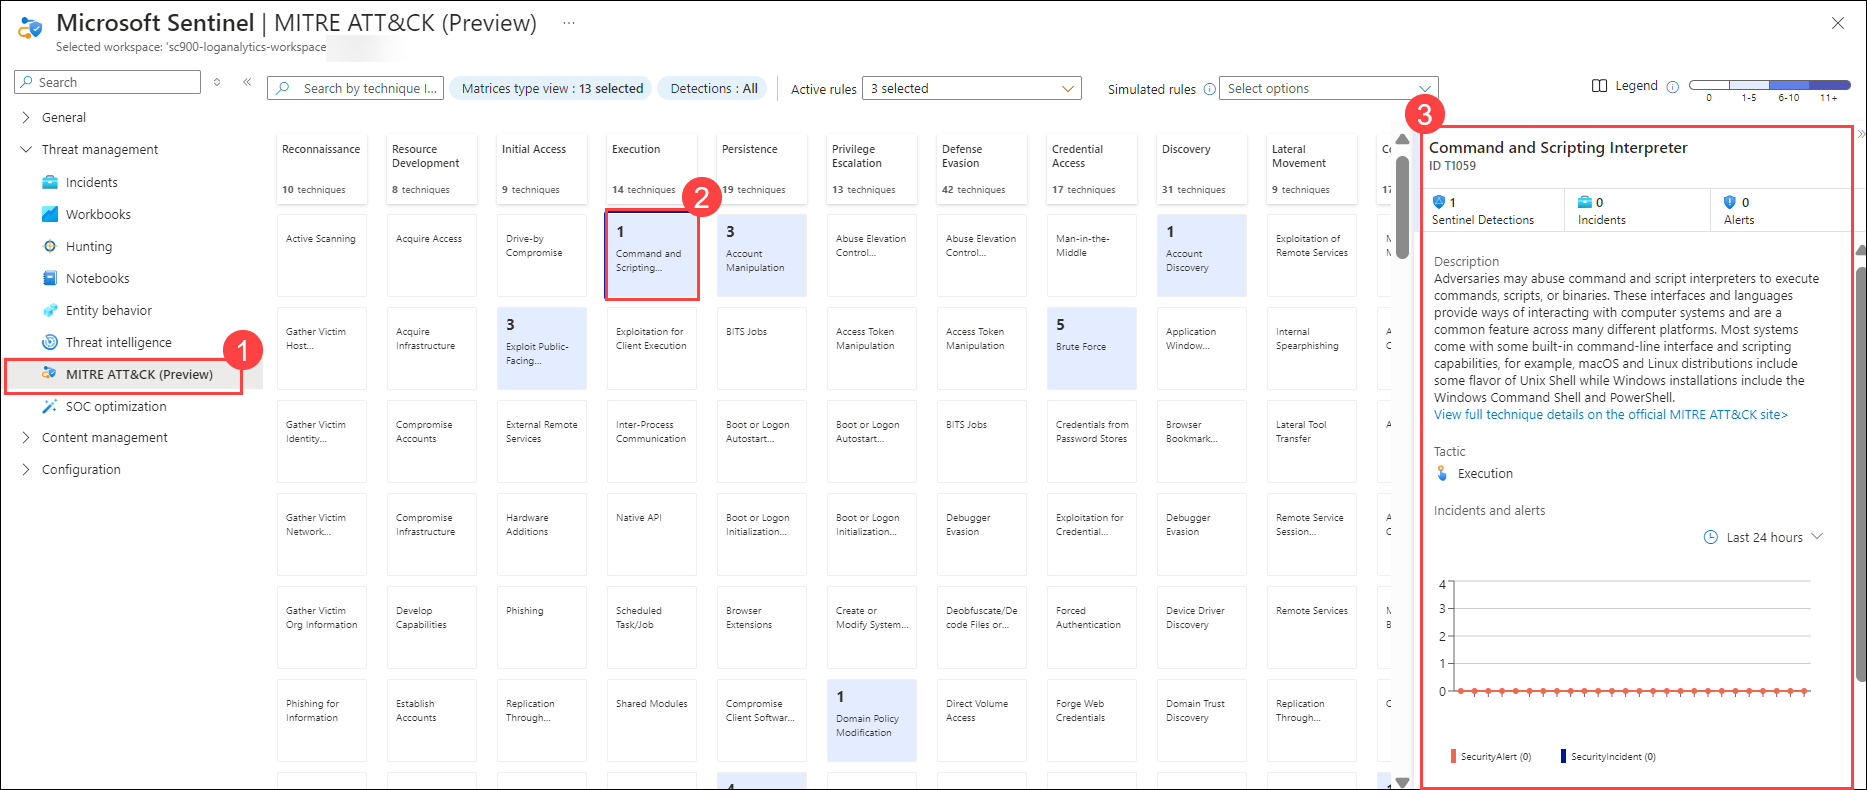 Microsoft Sentinel | MITRE ATT&CK (Preview) ...
Selected workspace: 'sc900-loganalytics-workspace
Search
General
Threat management
Incidents
Workbooks
Hunting
Notebooks
Entity behavior
Threat intelligence
1
MITRE ATT&CK (Preview)
SOC optimization
Content management
Configuration
Search by technique I...
Matrices type view : 13 selected
Detections : All
Active rules
3 selected
Simulated rules
Select options
Legend
0
1-5
6-10
11+
Reconnaissance
10 techniques
Resource
Development
8 techniques
Initial Access
9 techniques
Execution
14 techniques
Persistence
19 techniques
Privilege
Escalation
13 techniques
Defense
Evasion
42 techniques
Credential
Access
17 techniques
Discovery
31 techniques
Lateral
Movement
9 techniques
17
2
Active Scanning
Acquire Access
Drive-by
Compromise
1
Command and
Scripting...
3
Account
Manipulation
Abuse Elevation
Control...
Abuse Elevation
Control...
Man-in-the-
Middle
1
Account
Discovery
Exploitation of
Remote Services
Gather Victim
Host...
Acquire
Infrastructure
3
Exploit Public-
Facing...
Exploitation for
Client Execution
BITS Jobs
Access Token
Manipulation
Access Token
Manipulation
5
Brute Force
Application
Window...
Internal
Spearphishing
Gather Victim
Identity...
Compromise
Accounts
External Remote
Services
Inter-Process
Communication
Boot or Logon
Autostart...
Boot or Logon
Autostart...
BITS Jobs
Credentials from
Password Stores
Browser
Bookmark...
Lateral Tool
Transfer
Gather Victim
Network...
Compromise
Infrastructure
Hardware
Additions
Native API
Boot or Logon
Initialization...
Boot or Logon
Initialization...
Debugger
Evasion
Exploitation for
Credential...
Debugger
Evasion
Remote Service
Session...
Gather Victim
Org Information
Develop
Capabilities
Phishing
Scheduled
Task/Job
Browser
Extensions
Create or
Modify System...
Deobfuscate/De
code Files or...
Forced
Authentication
Device Driver
Discovery
Remote Services
Phishing for
Information
Establish
Accounts
Replication
Through...
Shared Modules
Compromise
Client Softwar...
1
Domain Policy
Modification
Direct Volume
Access
Forge Web
Credentials
Domain Trust
Discovery
Replication
Through...
4
3
Command and Scripting Interpreter
ID T1059
1
Sentinel Detections
0
Incidents
0
Alerts
Description
Adversaries may abuse command and script interpreters to execute
commands, scripts, or binaries. These interfaces and languages
provide ways of interacting with computer systems and are a
common feature across many different platforms. Most systems
come with some built-in command-line interface and scripting
capabilities, for example, macOS and Linux distributions include
some flavor of Unix Shell while Windows installations include the
Windows Command Shell and PowerShell.
View full technique details on the official MITRE ATT&CK site>
Tactic
Execution
Incidents and alerts
Last 24 hours
4
3
2
1
0
SecurityAlert (0)
SecurityIncident (0)